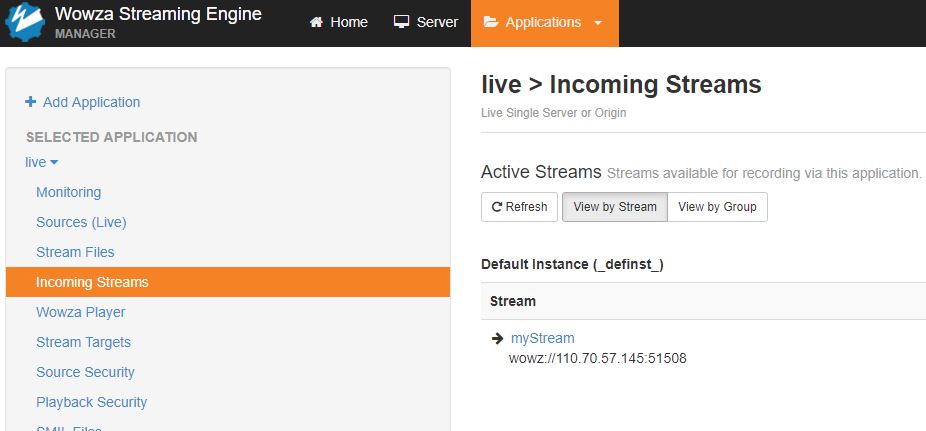 Wowza Streaming Engine
MANAGER
Home
Server
Applications
Add Application
SELECTED APPLICATION
live
Monitoring
Sources (Live)
Stream Files
Incoming Streams
Wowza Player
Stream Targets
Source Security
Playback Security
SMIL Files
live > Incoming Streams
Live Single Server or Origin
Active Streams Streams available for recording via this application.
Refresh
View by Stream
View by Group
Default Instance (_definst_)
Stream
myStream
wowz://110.70.57.145:51508